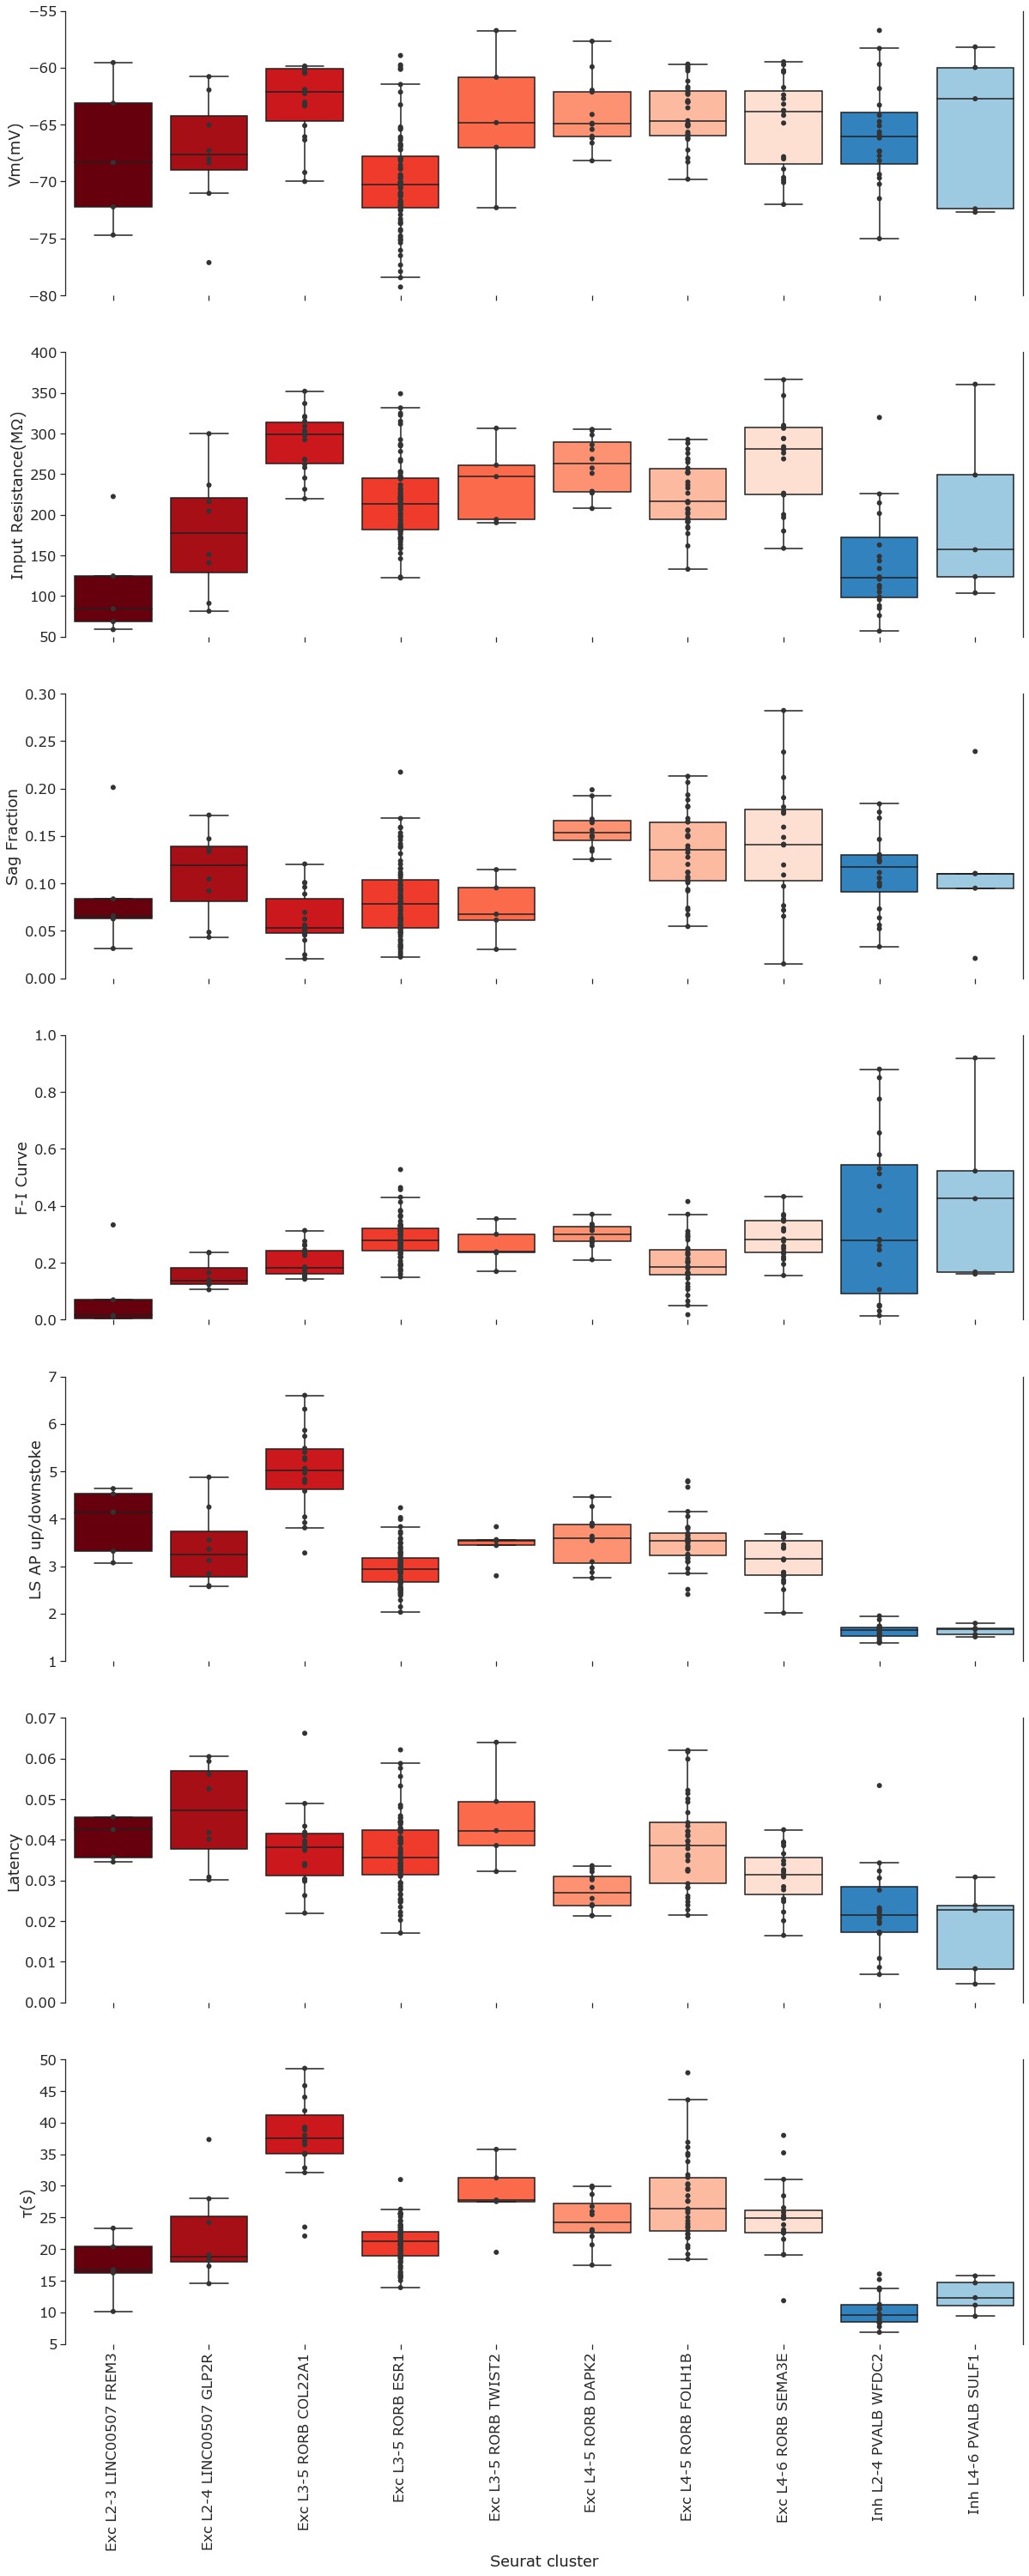 Vm(mV)
−55
−60
−65
−70
−75
−80
Input Resistance(MΩ)
400
350
300
250
200
150
100
50
Sag Fraction
0.30
0.25
0.20
0.15
0.10
0.05
0.00
F-I Curve
1.0
0.8
0.6
0.4
0.2
0.0
LS AP up/downstoke
7
6
5
4
3
2
1
Latency
0.07
0.06
0.05
0.04
0.03
0.02
0.01
0.00
τ(s)
50
45
40
35
30
25
20
15
10
5
Exc L2-3 LINC00507 FREM3
Exc L2-4 LINC00507 GLP2R
Exc L3-5 RORB COL22A1
Exc L3-5 RORB ESR1
Exc L3-5 RORB TWIST2
Exc L4-5 RORB DAPK2
Exc L4-5 RORB FOLH1B
Exc L4-6 RORB SEMA3E
Inh L2-4 PVALB WFDC2
Inh L4-6 PVALB SULF1
Seurat cluster